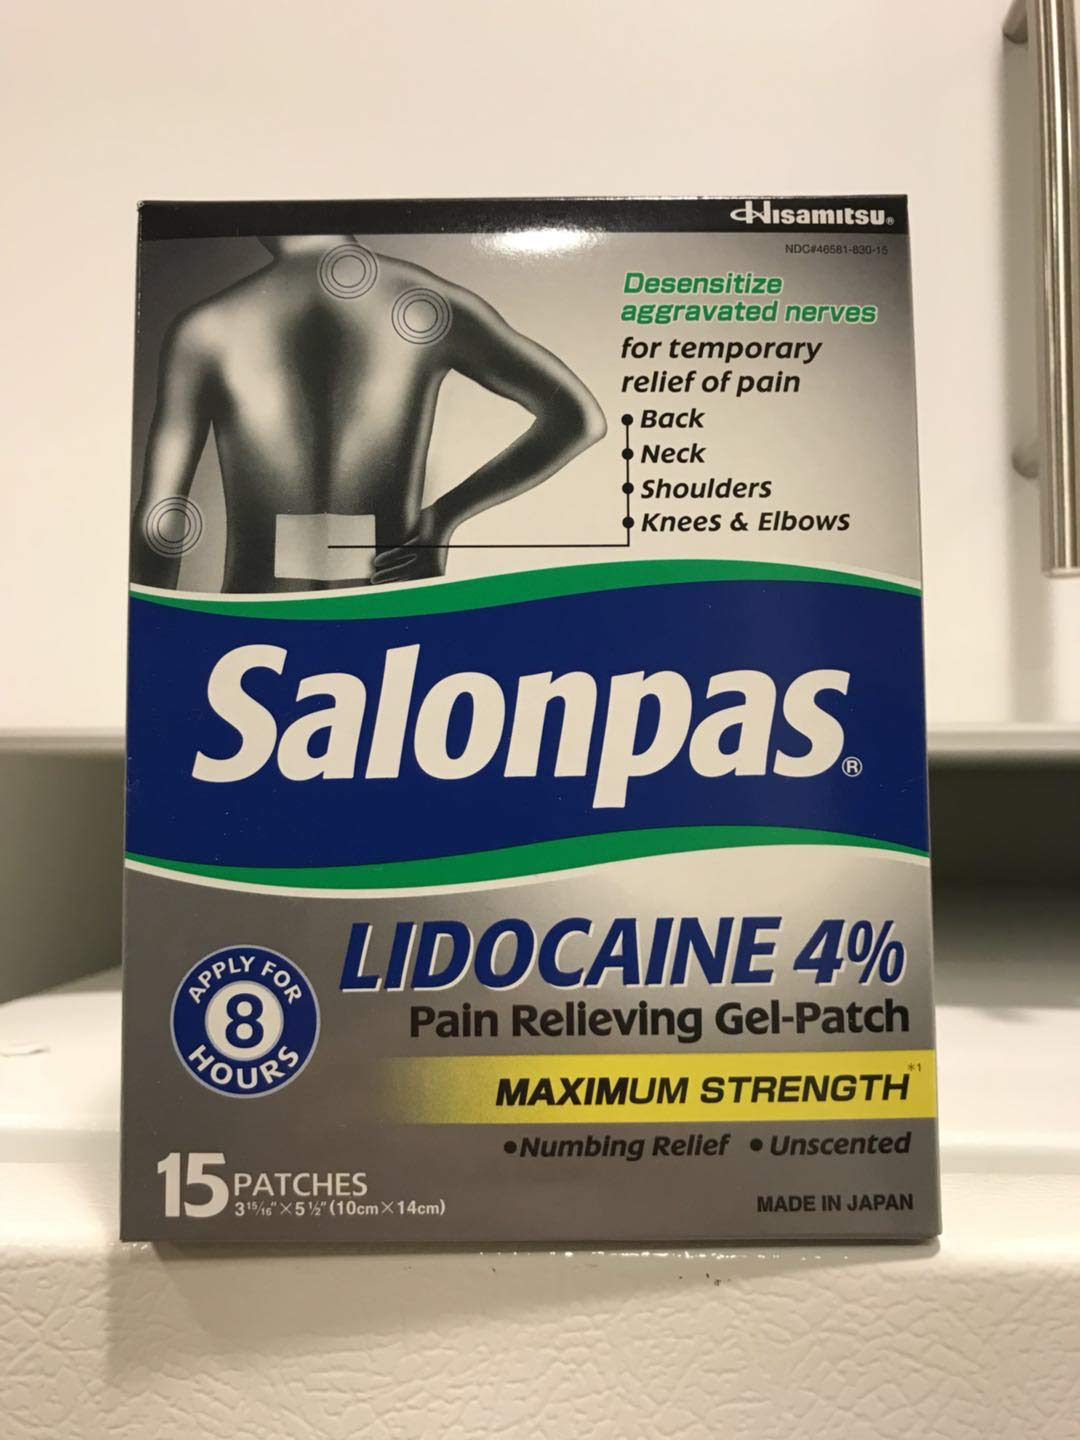 Hisamitsu®
NDC#46581-830-15
Desensitize
aggravated nerves
for temporary
relief of pain
• Back
• Neck
• Shoulders
• Knees & Elbows
Salonpas®
LIDOCAINE 4%
Pain Relieving Gel-Patch
APPLY FOR
8
HOURS
MAXIMUM STRENGTH*1
•Numbing Relief •Unscented
15 PATCHES
3 15/16" × 5 1/2" (10cm×14cm)
MADE IN JAPAN